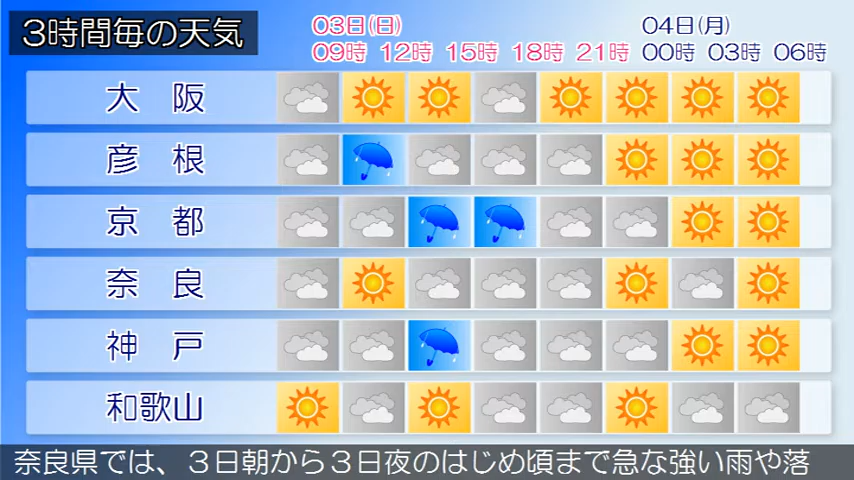 3時間毎の天気
03日(日) 04日(月)
09時 12時 15時 18時 21時 00時 03時 06時
大阪
彦根
京都
奈良
神戸
和歌山
奈良県では、３日朝から３日夜のはじめ頃まで急な強い雨や落